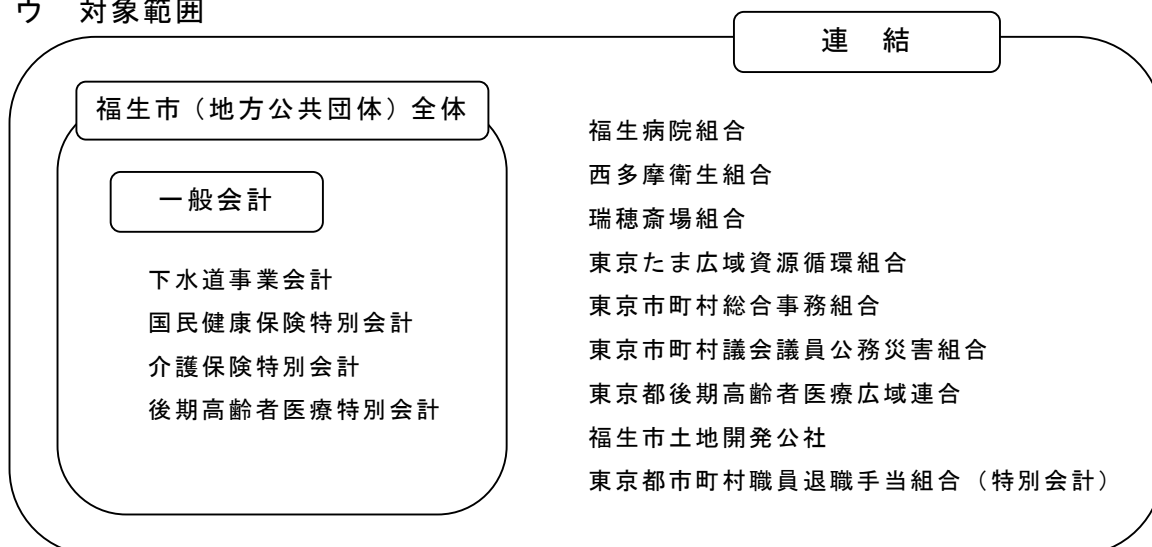 ウ 対象範囲
連 結
福生市（地方公共団体）全体
一般会計
下水道事業会計
国民健康保険特別会計
介護保険特別会計
後期高齢者医療特別会計
福生病院組合
西多摩衛生組合
瑞穂斎場組合
東京たま広域資源循環組合
東京市町村総合事務組合
東京市町村議会議員公務災害組合
東京都後期高齢者医療広域連合
福生市土地開発公社
東京都市町村職員退職手当組合（特別会計）